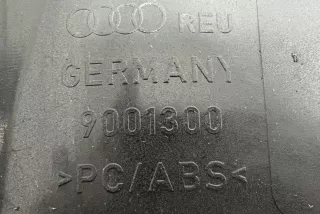 REU
GERMANY
9001300
>PC/ABS<